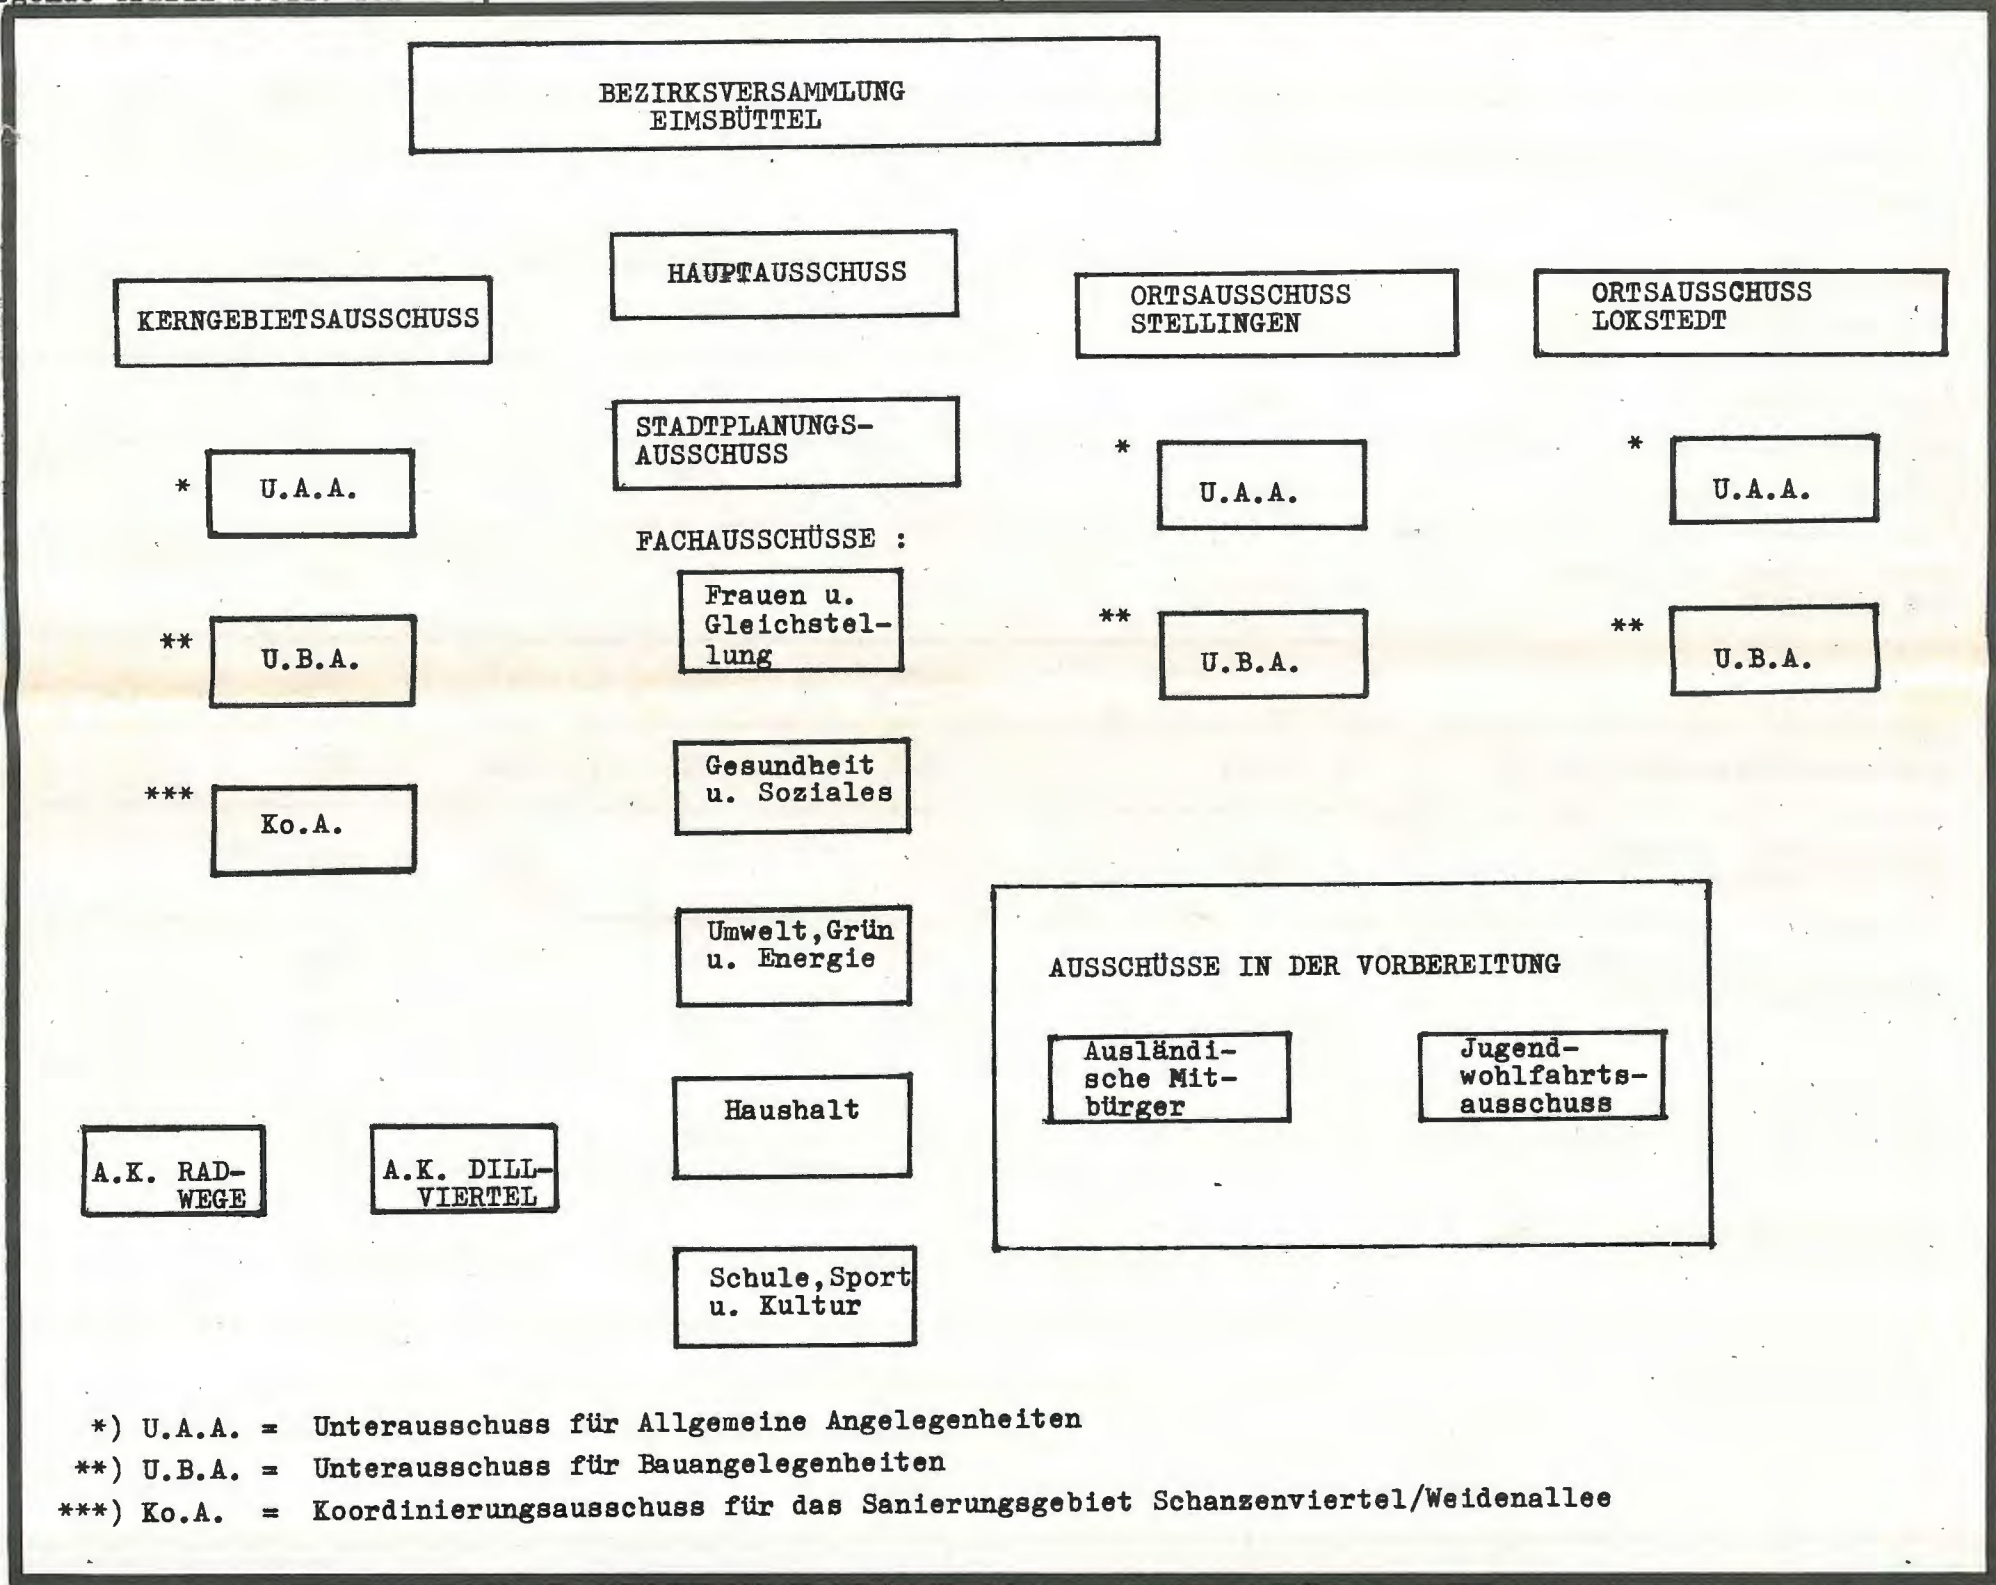 BEZIRKSVERSAMMLUNG
EIMSBÜTTEL
HAUPTAUSSCHUSS
KERNGEBIETSAUSSCHUSS
ORTSAUSSCHUSS
STELLINGEN
ORTSAUSSCHUSS
LOKSTEDT
* U.A.A.
** U.B.A.
*** Ko.A.
STADTPLANUNGS-
AUSSCHUSS
FACHAUSSCHÜSSE :
Frauen u.
Gleichstel-
lung
Gesundheit
u. Soziales
Umwelt,Grün
u. Energie
Haushalt
Schule,Sport
u. Kultur
* U.A.A.
** U.B.A.
* U.A.A.
** U.B.A.
A.K. RAD-
WEGE
A.K. DILL-
VIERTEL
AUSSCHÜSSE IN DER VORBEREITUNG
Ausländi-
sche Mit-
bürger
Jugend-
wohlfahrts-
ausschuss
*) U.A.A. = Unterausschuss für Allgemeine Angelegenheiten
**) U.B.A. = Unterausschuss für Bauangelegenheiten
***) Ko.A. = Koordinierungsausschuss für das Sanierungsgebiet Schanzenviertel/Weidenallee